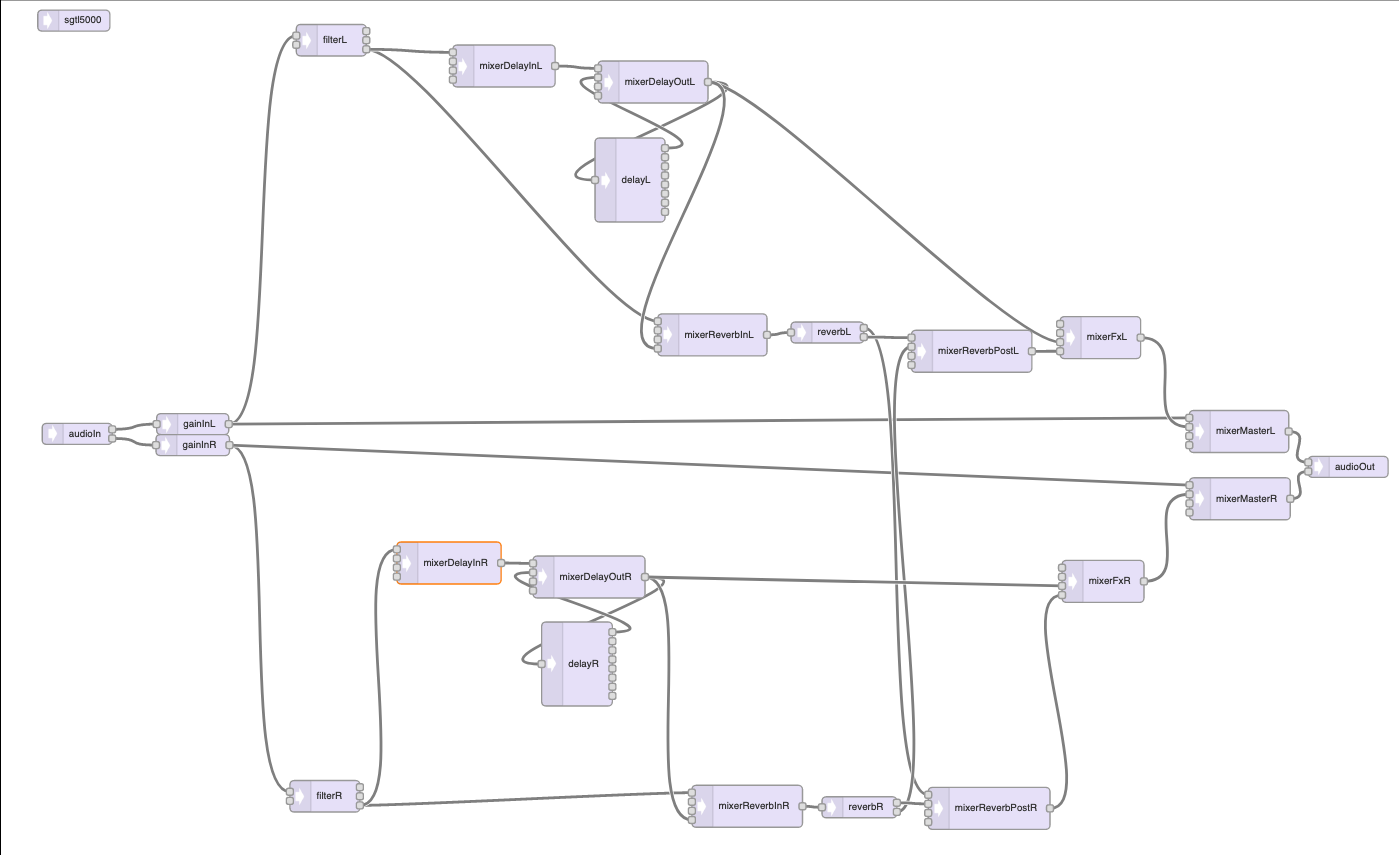 sgtl5000
filterL
mixerDelayInL
mixerDelayOutL
delayL
mixerReverbInL
reverbL
mixerReverbPostL
mixerFxL
audioIn
gainInL
gainInR
mixerMasterL
audioOut
mixerMasterR
mixerDelayInR
mixerDelayOutR
mixerFxR
delayR
filterR
mixerReverbInR
reverbR
mixerReverbPostR